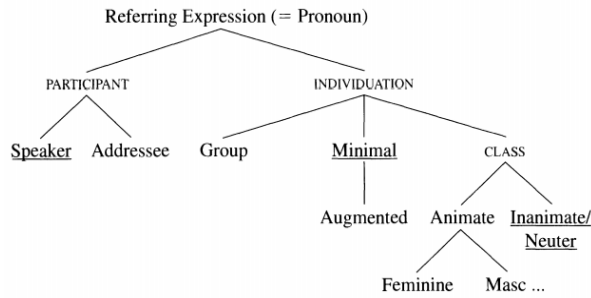 Referring Expression (= Pronoun)
PARTICIPANT INDIVIDUATION
Speaker Addressee Group Minimal CLASS
Augmented Animate Inanimate/
Neuter
Feminine Masc ...